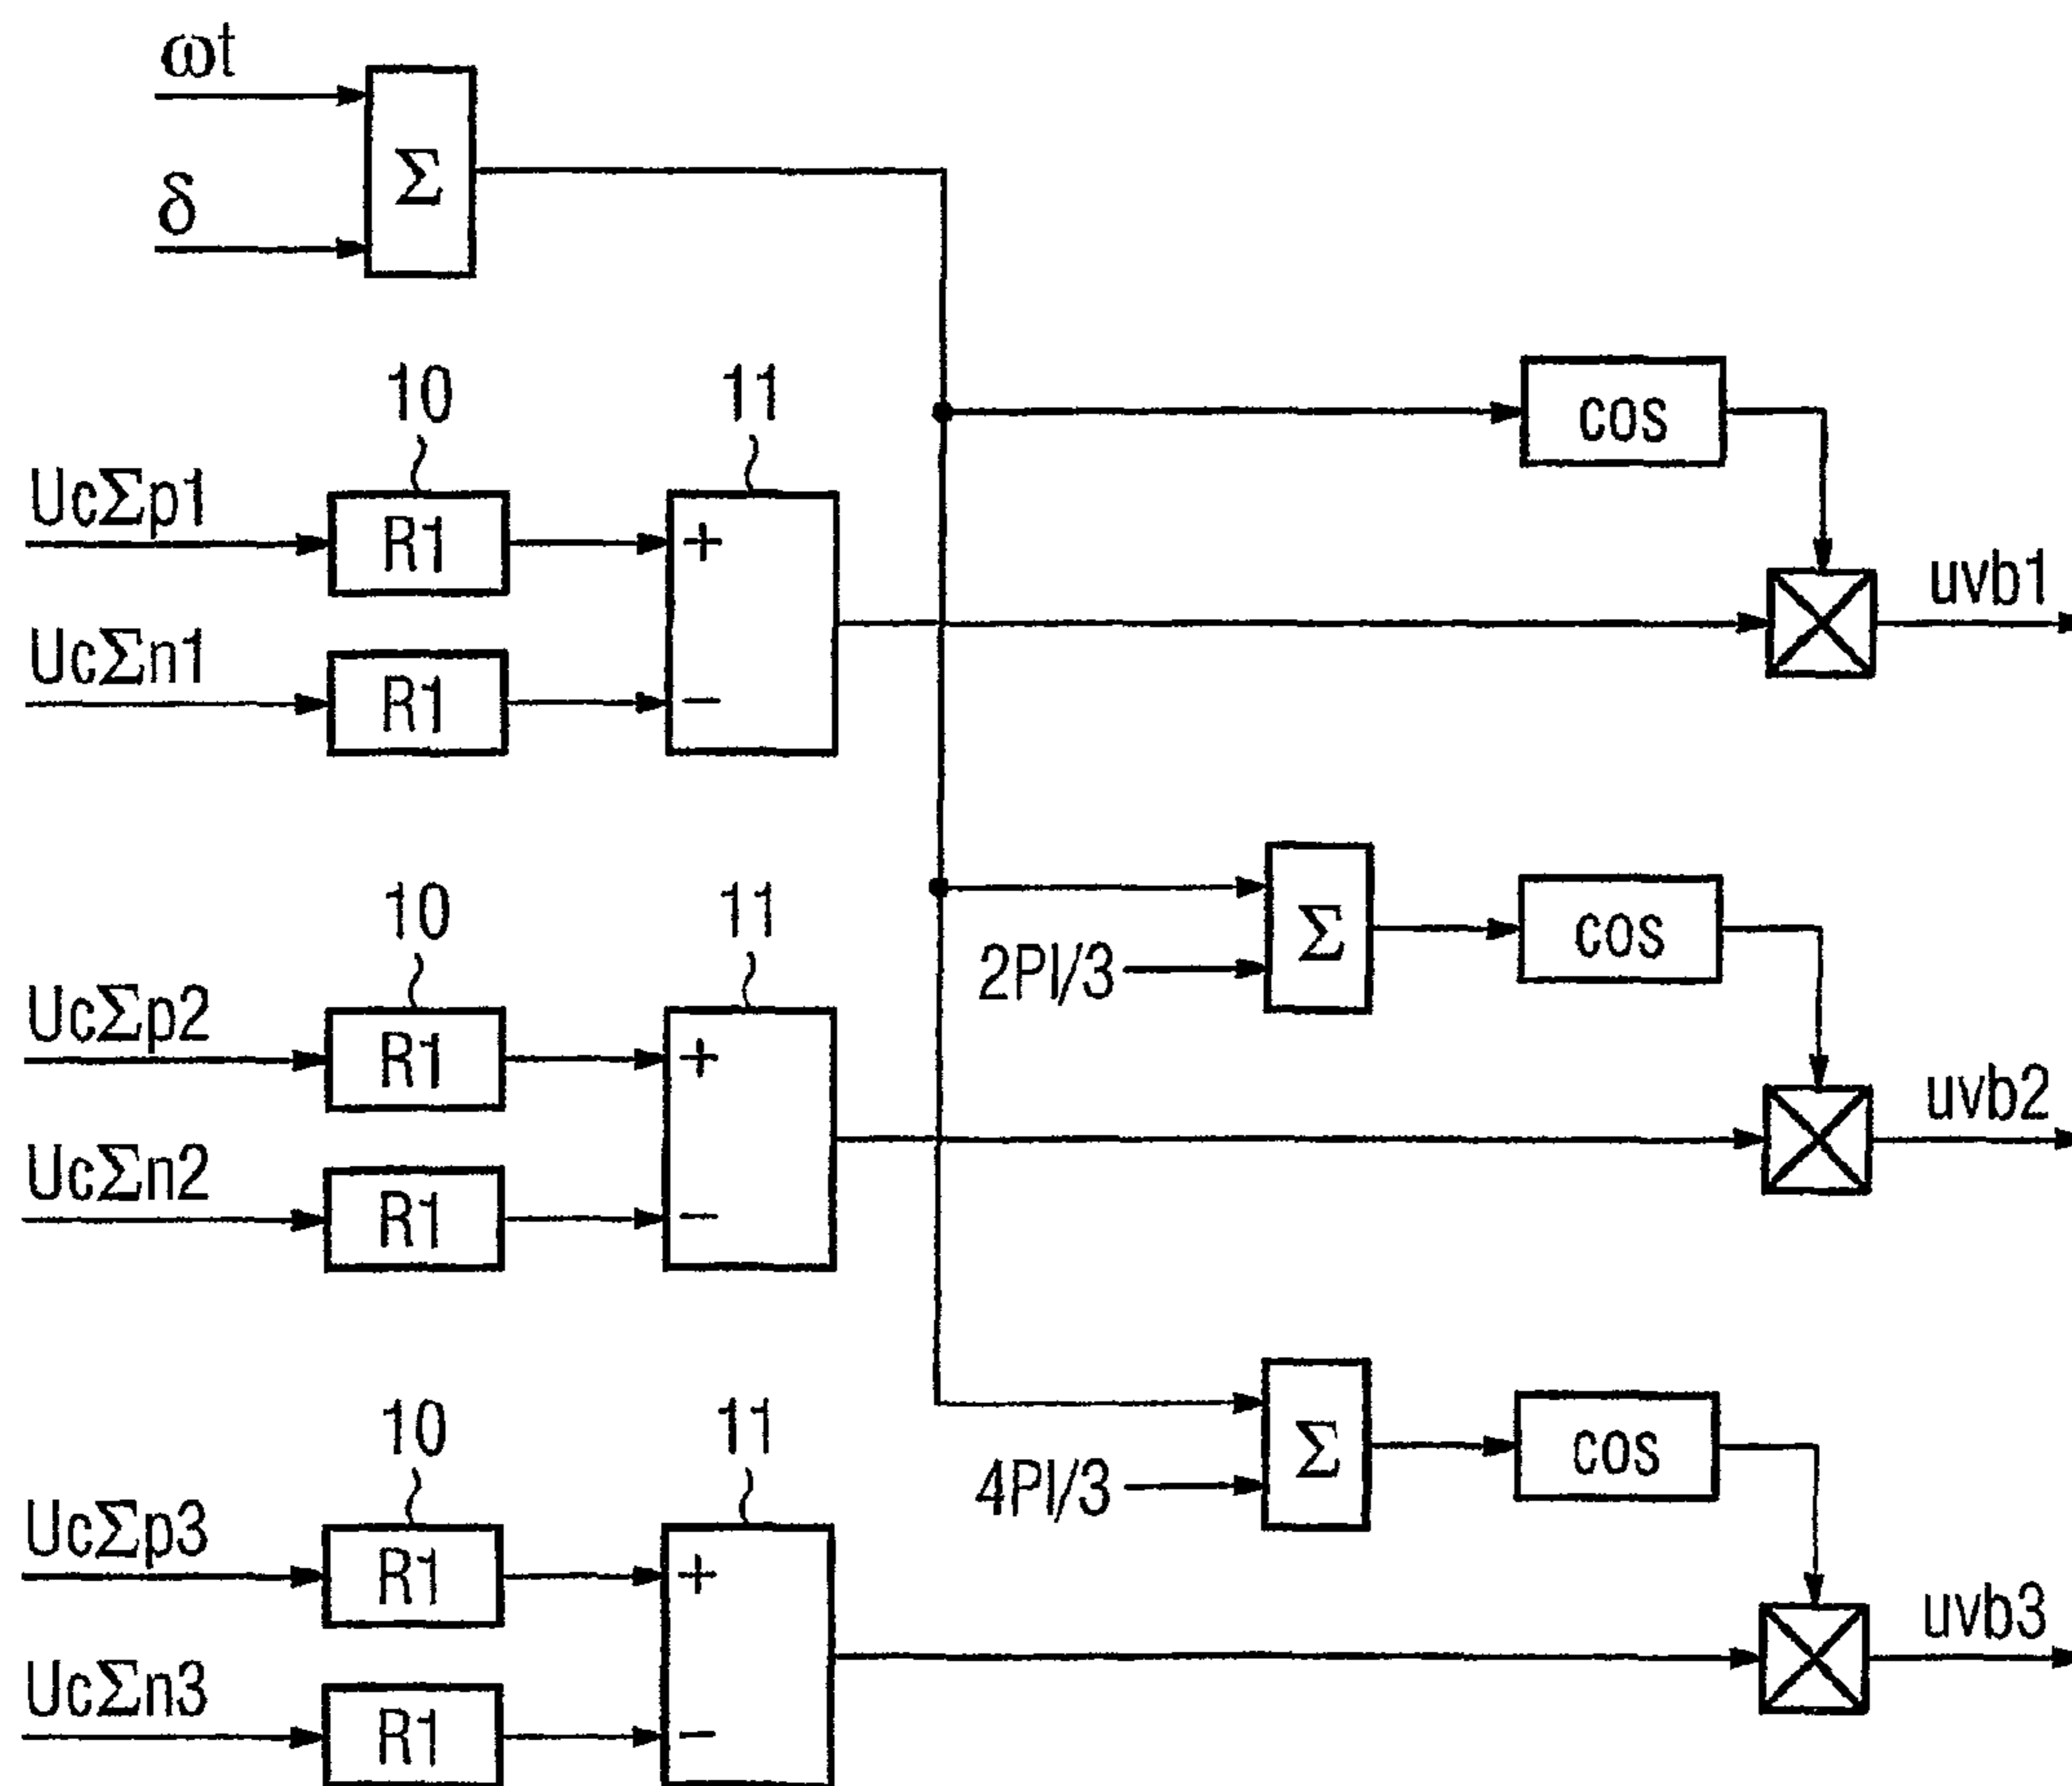 ωt
δ
Σ
10
11
cos
UcΣp1
R1
+
uvb1
UcΣn1
R1
−
10
11
Σ
cos
2PI/3
UcΣp2
R1
+
uvb2
UcΣn2
R1
−
10
11
Σ
cos
4PI/3
UcΣp3
R1
+
uvb3
UcΣn3
R1
−